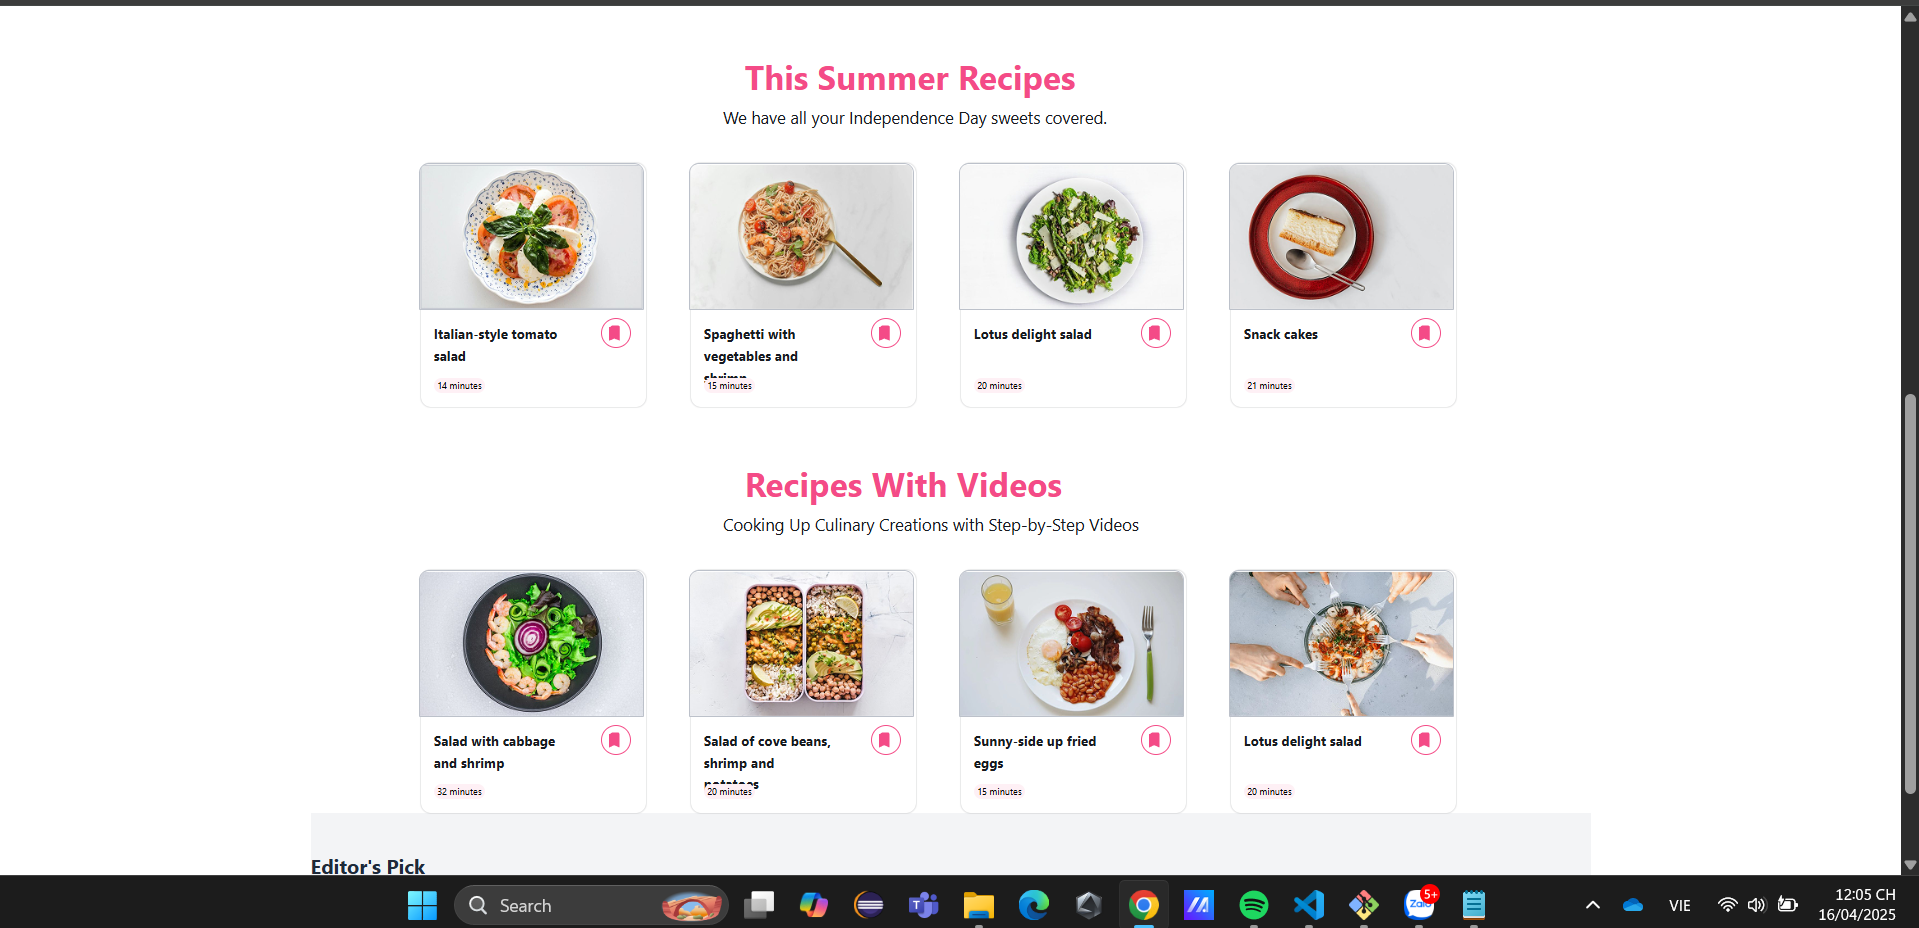 This Summer Recipes
We have all your Independence Day sweets covered.
Italian-style tomato
salad
14 minutes
Spaghetti with
vegetables and
shrimp
15 minutes
Lotus delight salad
20 minutes
Snack cakes
21 minutes
Recipes With Videos
Cooking Up Culinary Creations with Step-by-Step Videos
Salad with cabbage
and shrimp
32 minutes
Salad of cove beans,
shrimp and
potatoes
20 minutes
Sunny-side up fried
eggs
15 minutes
Lotus delight salad
20 minutes
Editor's Pick
Search
T
Zalo
5+
VIE
12:05 CH
16/04/2025